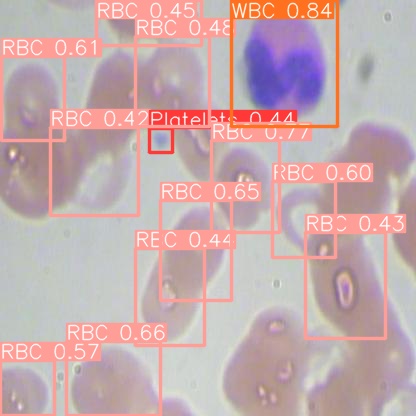 RBC 0.45
WBC 0.84
RBC 0.48
RBC 0.61
RBC 0.42
Platelets 0.44
RBC 0.77
RBC 0.60
RBC 0.65
RBC 0.43
RBC 0.44
RBC 0.66
RBC 0.57